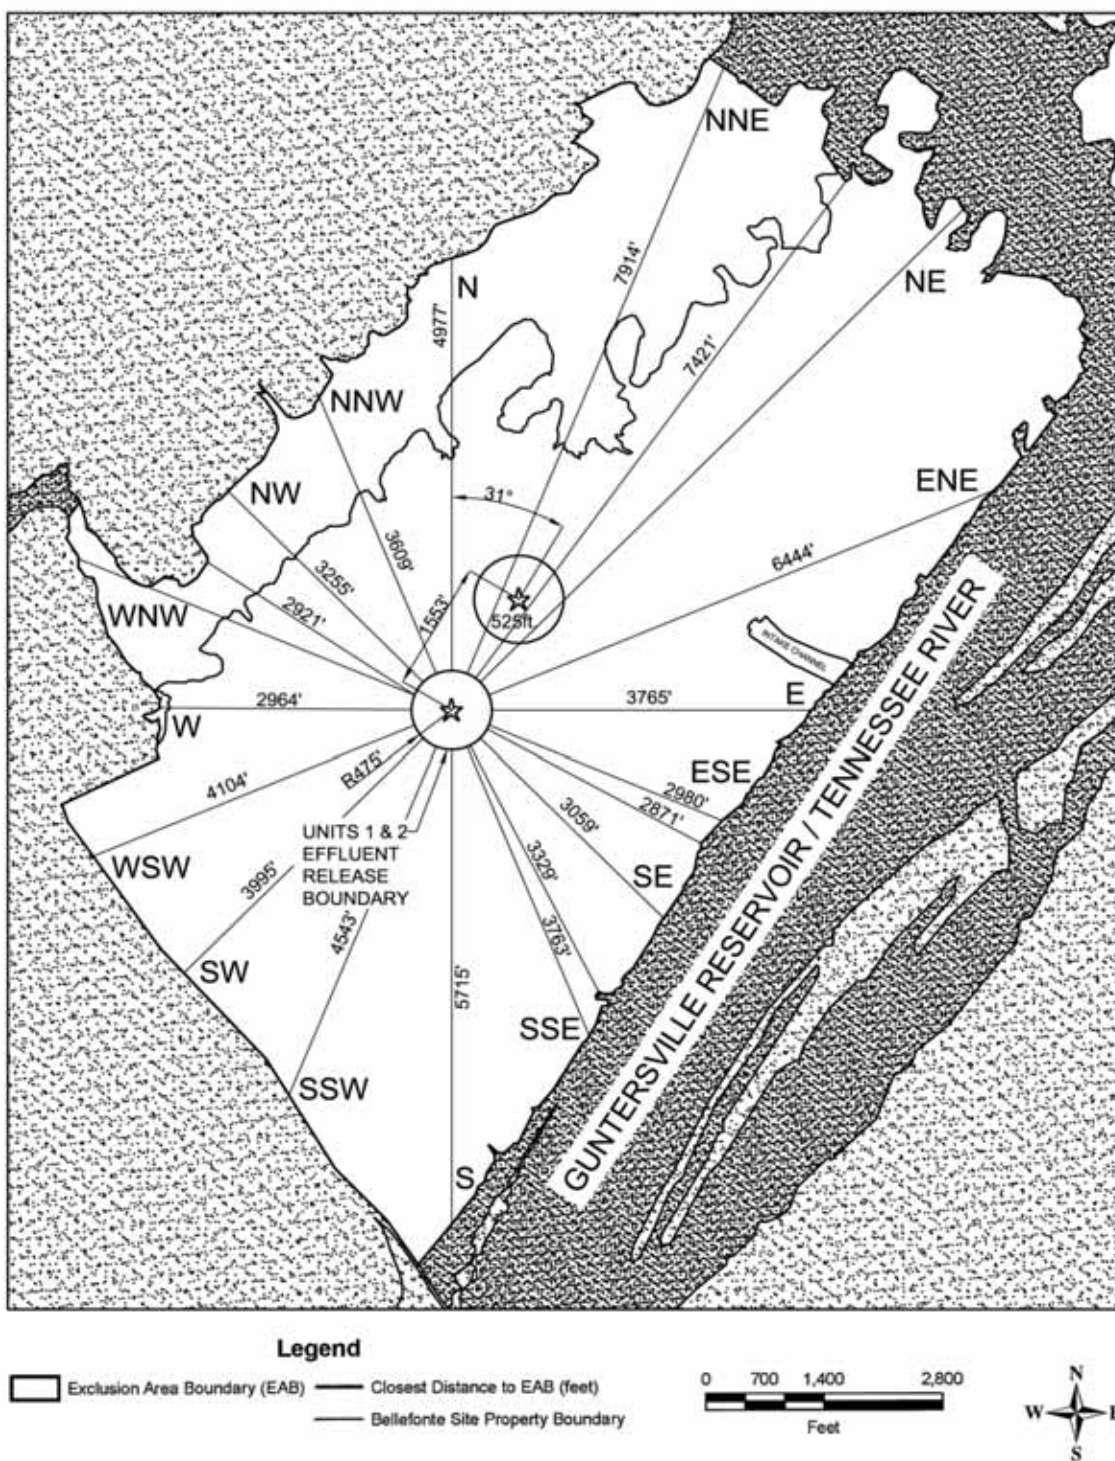 NNE
NE
7914'
7421'
N
4977'
NNW
NW
31°
ENE
6444'
3609'
3255'
2921'
1553'
525ft
WNW
INTAKE CHANNEL
W
2964'
3765'
E
R475'
4104'
ESE
2980'
2871'
3059'
UNITS 1 & 2
EFFLUENT
RELEASE
BOUNDARY
WSW
3995'
3329'
SE
3763'
4543'
SW
5715'
SSE
SSW
S
GUNTERSVILLE RESERVOIR / TENNESSEE RIVER
Legend
Exclusion Area Boundary (EAB)
Closest Distance to EAB (feet)
Bellefonte Site Property Boundary
0 700 1,400 2,800
Feet
N
W
S